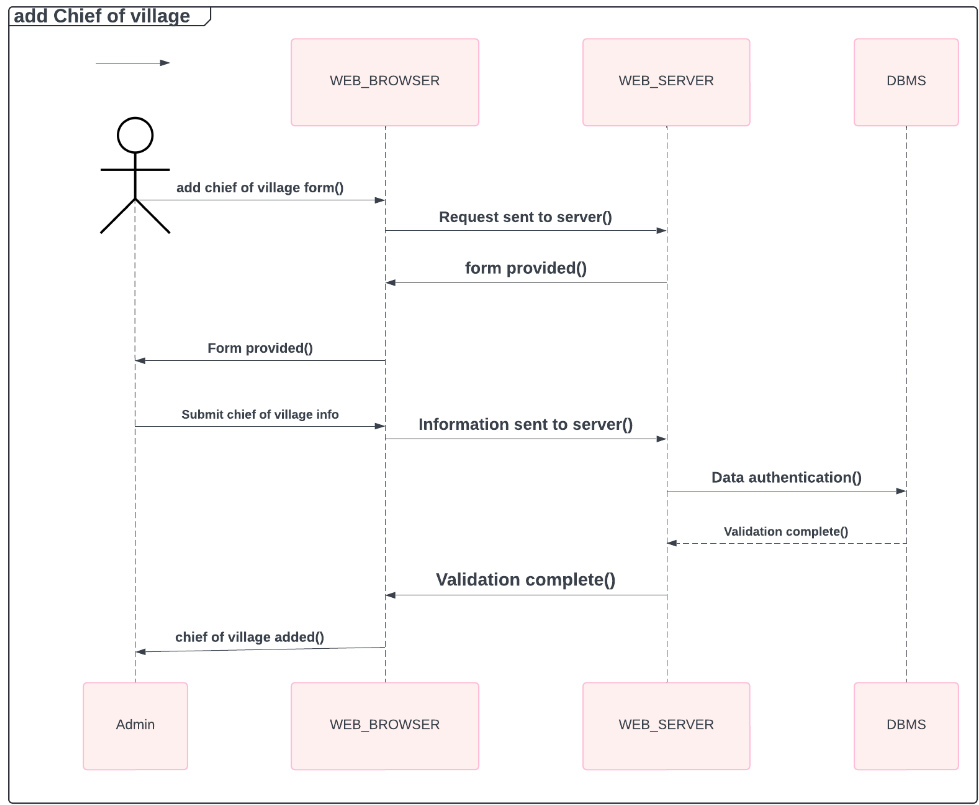 add Chief of village
WEB_BROWSER
WEB_SERVER
DBMS
add chief of village form()
Request sent to server()
form provided()
Form provided()
Submit chief of village info
Information sent to server()
Data authentication()
Validation complete()
Validation complete()
chief of village added()
Admin
WEB_BROWSER
WEB_SERVER
DBMS